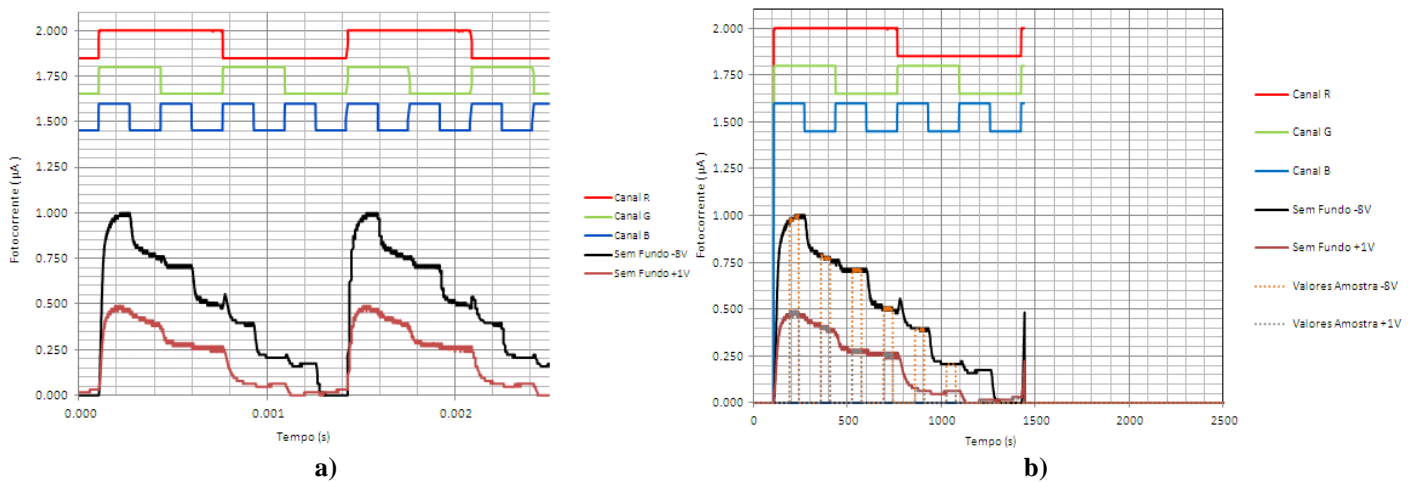 2.000
1.750
1.500
1.250
1.000
0.750
0.500
0.250
0.000
Fotocorrente ( µA )
0.000
0.001
0.002
Tempo (s)
Canal R
Canal G
Canal B
Sem Fundo -8V
Sem Fundo +1V
a)
2.000
1.750
1.500
1.250
1.000
0.750
0.500
0.250
0.000
Fotocorrente ( µA )
0
500
1000
1500
2000
2500
Tempo (s)
Canal R
Canal G
Canal B
Sem Fundo -8V
Sem Fundo +1V
Valores Amostra -8V
Valores Amostra +1V
b)